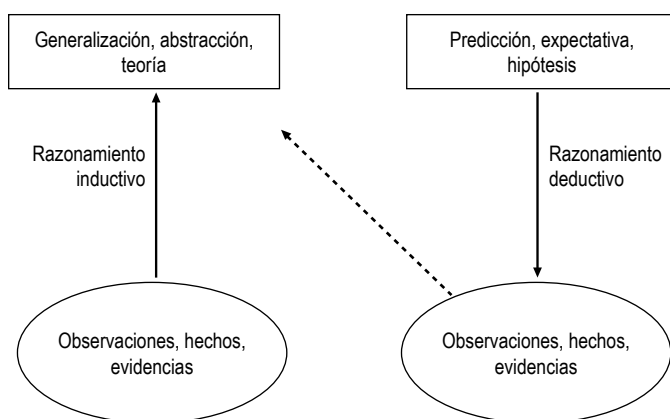 Generalización, abstracción,
teoría
Predicción, expectativa,
hipótesis
Razonamiento
inductivo
Razonamiento
deductivo
Observaciones, hechos,
evidencias
Observaciones, hechos,
evidencias